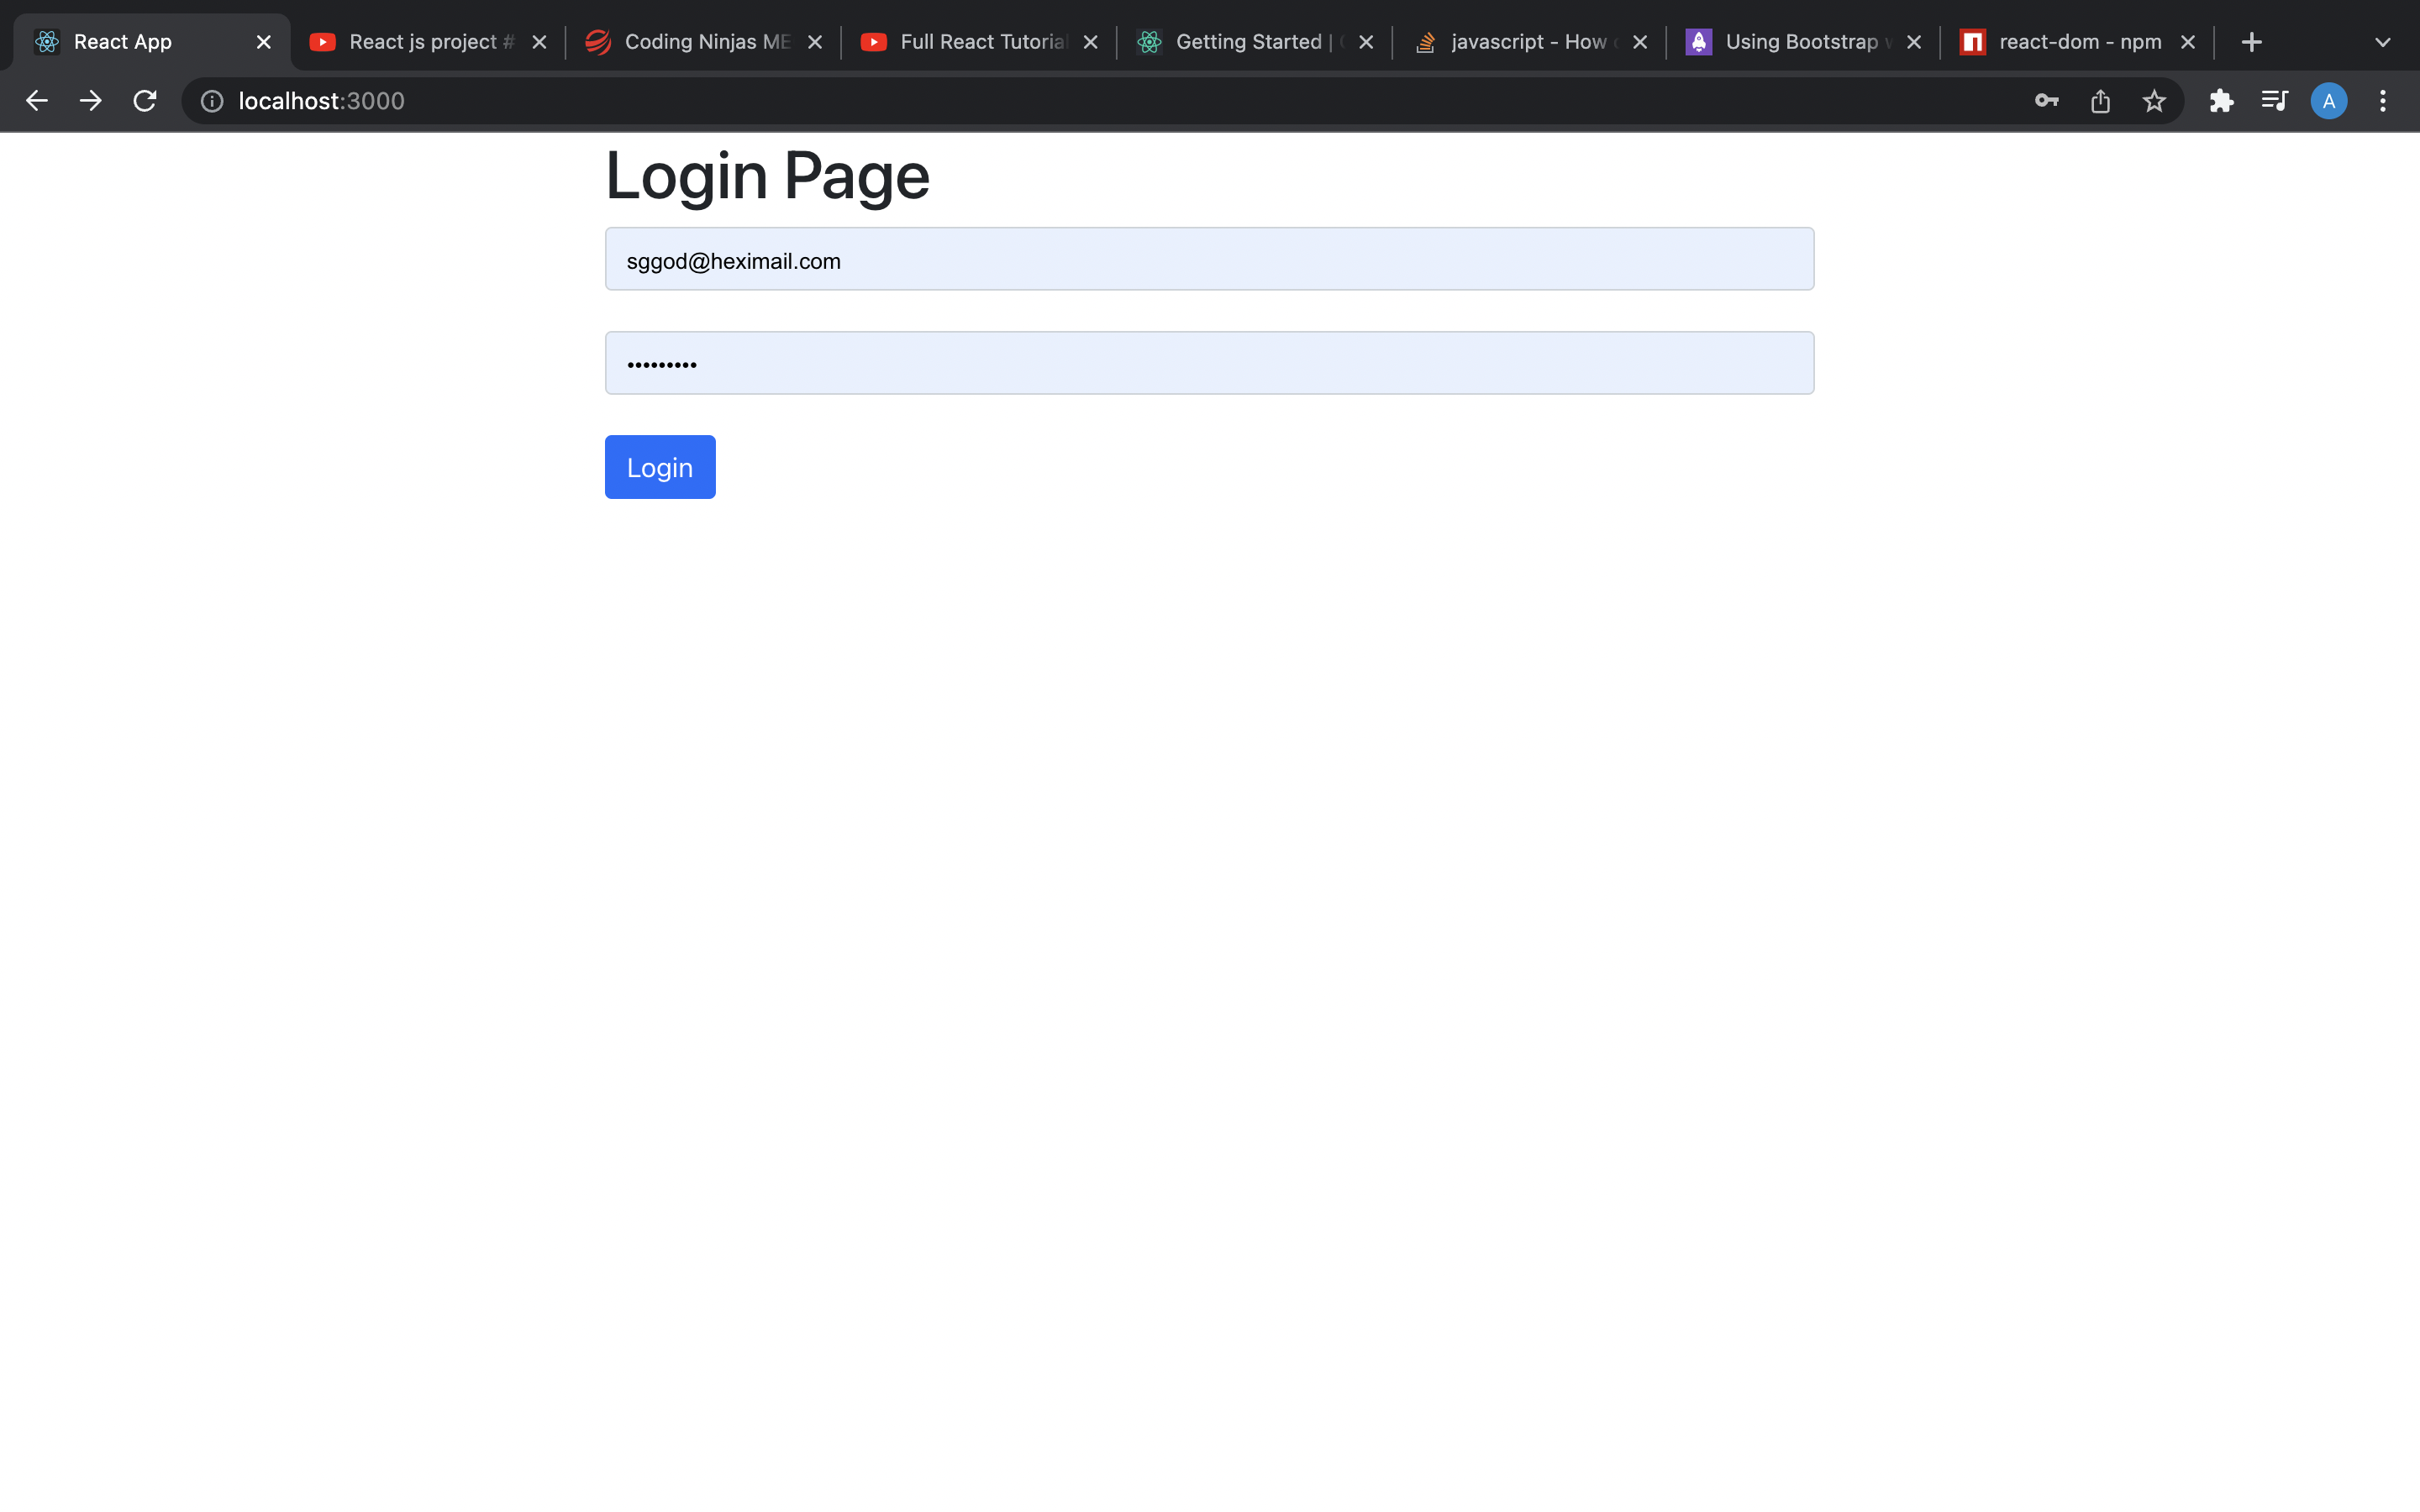 React App
React js project #
Coding Ninjas ME
Full React Tutorial
Getting Started |
javascript - How
Using Bootstrap
react-dom - npm
localhost:3000
A
Login Page
sggod@heximail.com
•••••••••
Login